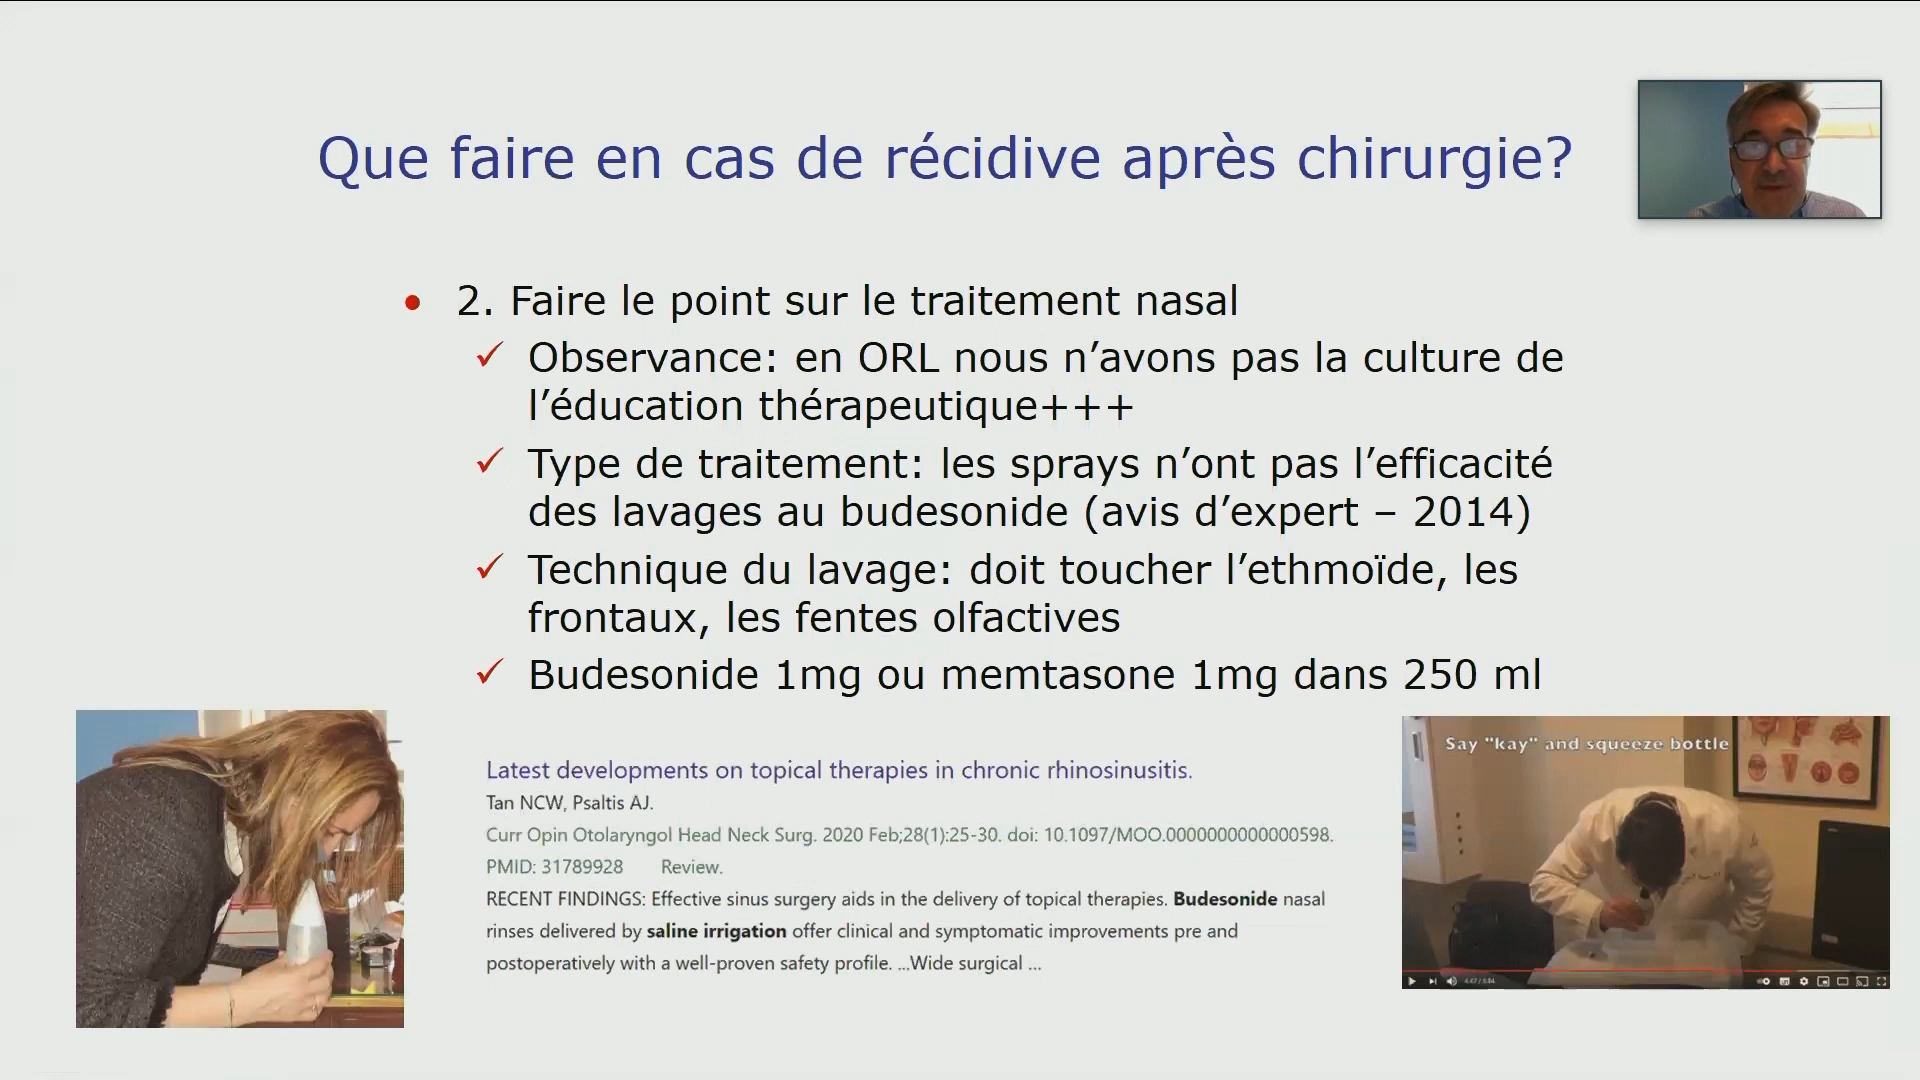 Que faire en cas de récidive après chirurgie?
• 2. Faire le point sur le traitement nasal
✓ Observance: en ORL nous n’avons pas la culture de
l’éducation thérapeutique+++
✓ Type de traitement: les sprays n’ont pas l’efficacité
des lavages au budesonide (avis d’expert – 2014)
✓ Technique du lavage: doit toucher l’ethmoïde, les
frontaux, les fentes olfactives
✓ Budesonide 1mg ou memtasone 1mg dans 250 ml
Say "kay" and squeeze bottle
Latest developments on topical therapies in chronic rhinosinusitis.
Tan NCW, Psaltis AJ.
Curr Opin Otolaryngol Head Neck Surg. 2020 Feb;28(1):25-30. doi: 10.1097/MOO.0000000000000598.
PMID: 31789928 Review.
RECENT FINDINGS: Effective sinus surgery aids in the delivery of topical therapies. Budesonide nasal
rinses delivered by saline irrigation offer clinical and symptomatic improvements pre and
postoperatively with a well-proven safety profile. ...Wide surgical ...